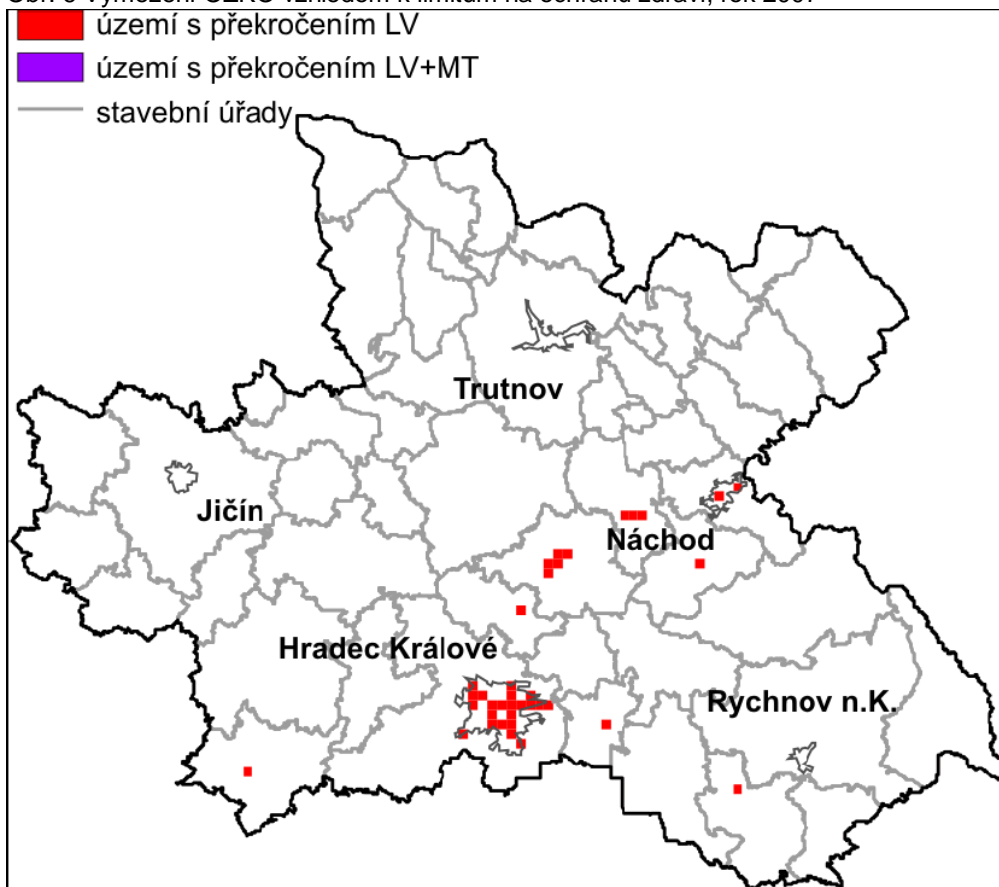 území s překročením LV
území s překročením LV+MT
stavební úřady
Trutnov
Jičín
Náchod
Hradec Králové
Rychnov n.K.